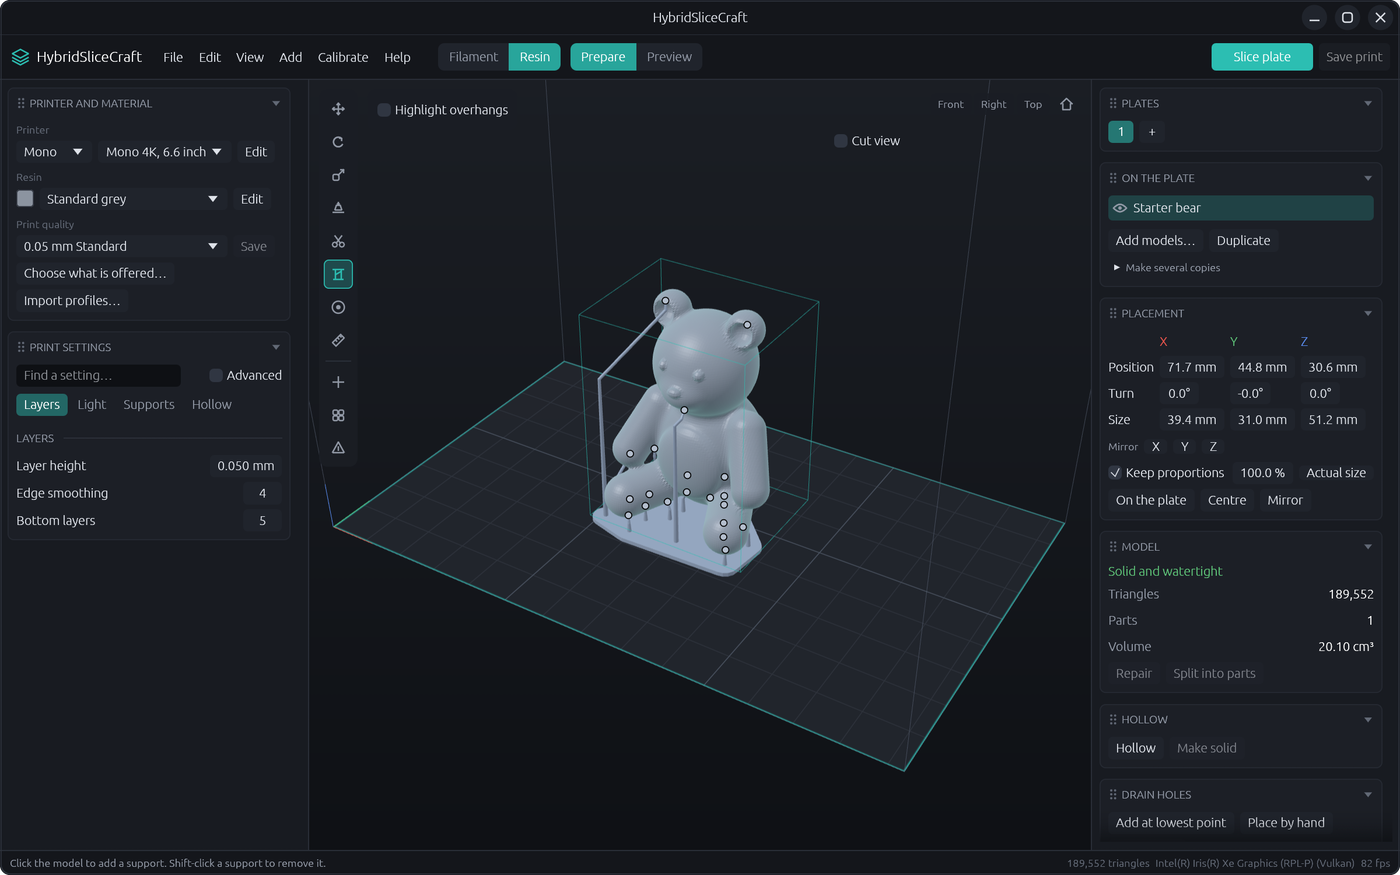 HybridSliceCraft
HybridSliceCraft File Edit View Add Calibrate Help Filament Resin Prepare Preview Slice plate Save print
PRINTER AND MATERIAL
Printer
Mono Mono 4K, 6.6 inch Edit
Resin
Standard grey Edit
Print quality
0.05 mm Standard Save
Choose what is offered...
Import profiles...
PRINT SETTINGS
Find a setting... Advanced
Layers Light Supports Hollow
LAYERS
Layer height 0.050 mm
Edge smoothing 4
Bottom layers 5
Highlight overhangs
Front Right Top
Cut view
PLATES
1 +
ON THE PLATE
Starter bear
Add models... Duplicate
Make several copies
PLACEMENT
X Y Z
Position 71.7 mm 44.8 mm 30.6 mm
Turn 0.0° -0.0° 0.0°
Size 39.4 mm 31.0 mm 51.2 mm
Mirror X Y Z
Keep proportions 100.0 % Actual size
On the plate Centre Mirror
MODEL
Solid and watertight
Triangles 189,552
Parts 1
Volume 20.10 cm³
Repair Split into parts
HOLLOW
Hollow Make solid
DRAIN HOLES
Add at lowest point Place by hand
Click the model to add a support. Shift-click a support to remove it.
189,552 triangles Intel(R) Iris(R) Xe Graphics (RPL-P) (Vulkan) 82 fps